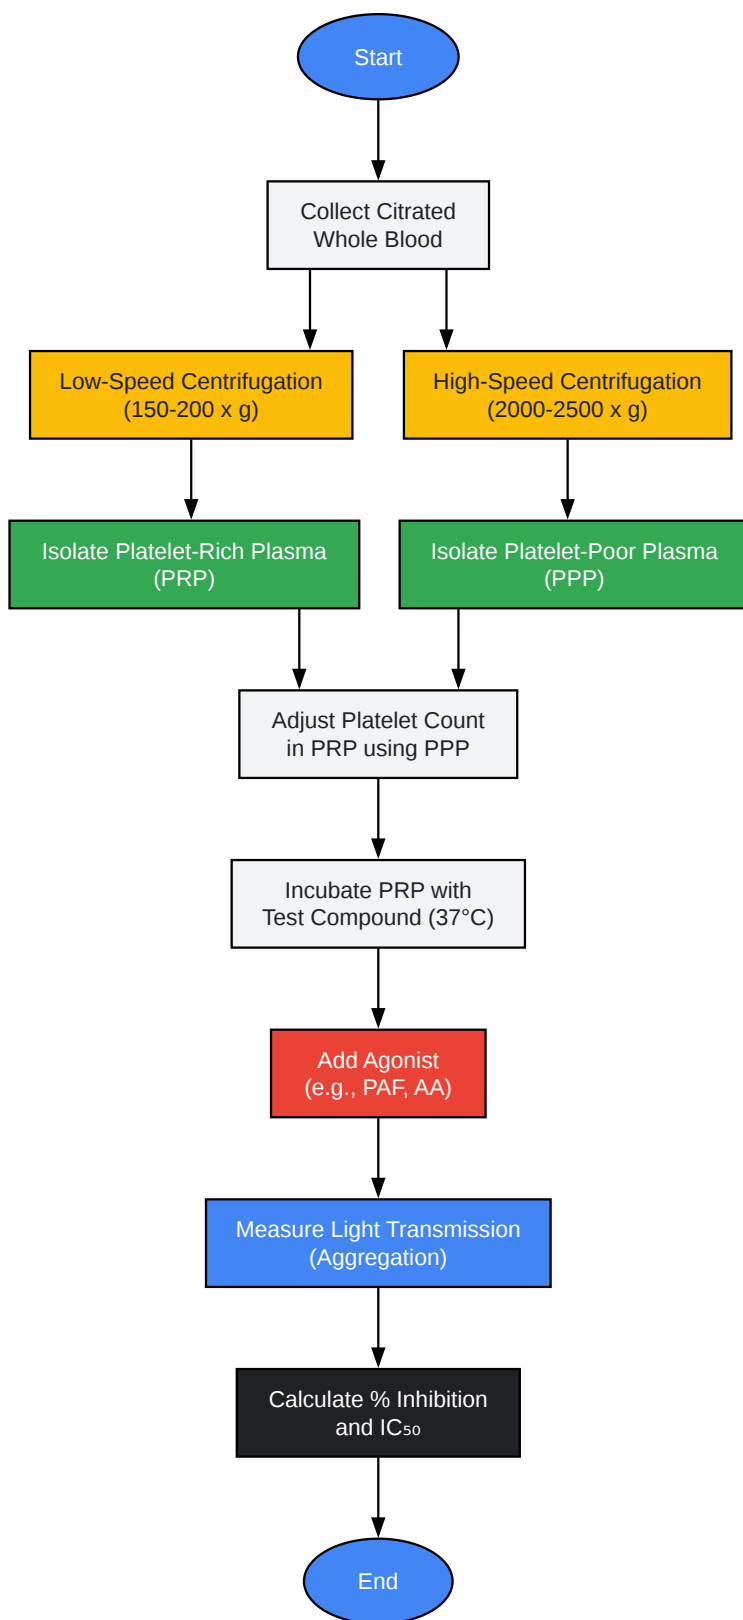 Start
Collect Citrated
Whole Blood
Low-Speed Centrifugation
(150-200 x g)
High-Speed Centrifugation
(2000-2500 x g)
Isolate Platelet-Rich Plasma
(PRP)
Isolate Platelet-Poor Plasma
(PPP)
Adjust Platelet Count
in PRP using PPP
Incubate PRP with
Test Compound (37°C)
Add Agonist
(e.g., PAF, AA)
Measure Light Transmission
(Aggregation)
Calculate % Inhibition
and IC₅₀
End